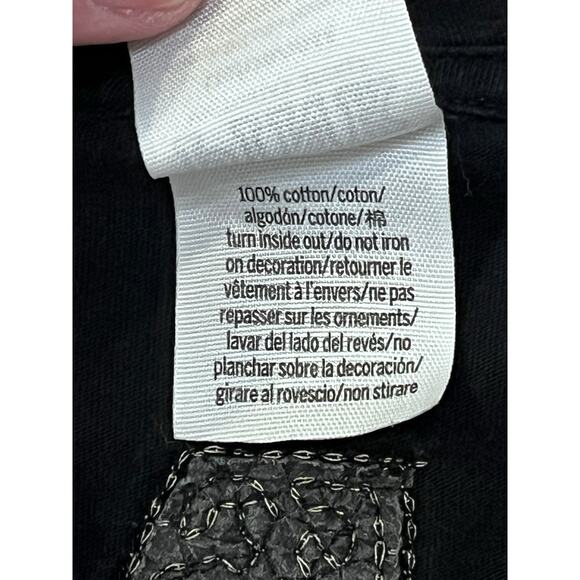 100% cotton/coton/
algodón/cotone/棉
turn inside out/do not iron
on decoration/retourner le
vêtement à l'envers/ne pas
repasser sur les ornements/
lavar del lado del revés/no
planchar sobre la decoración/
girare al rovescio/non stirare